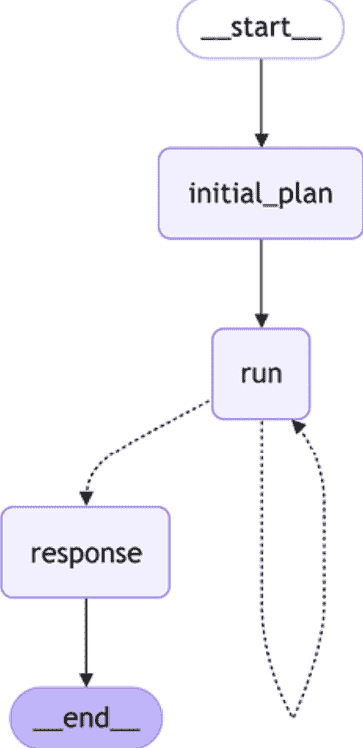 __start__
initial_plan
run
response
__end__